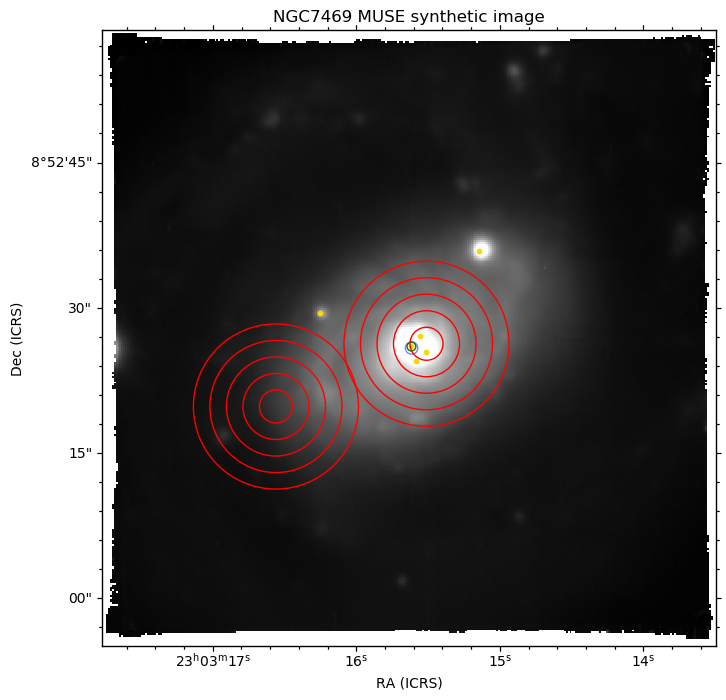 NGC7469 MUSE synthetic image
8°52'45"
30"
15"
00"
Dec (ICRS)
23ʰ03ᵐ17ˢ 16ˢ 15ˢ 14ˢ
RA (ICRS)